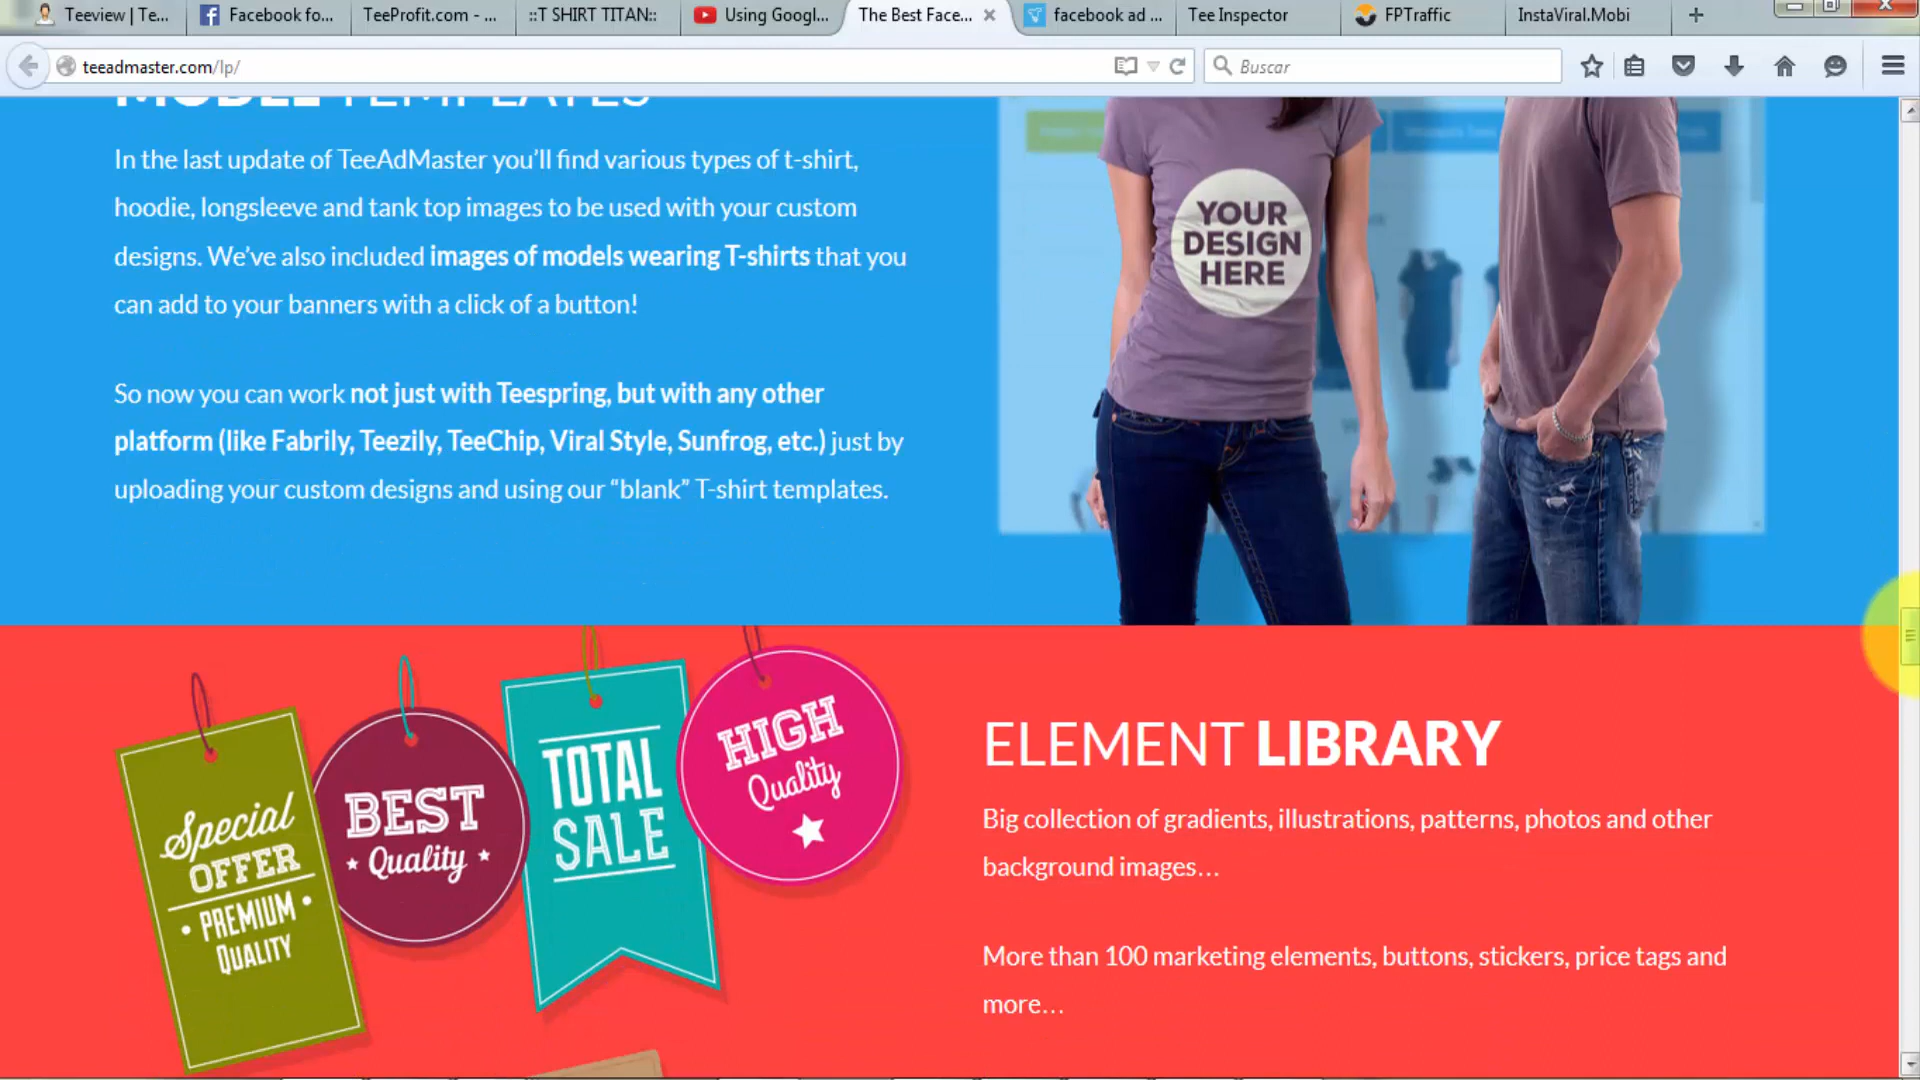 Teeview | Te...
Facebook fo...
TeeProfit.com - ...
::T SHIRT TITAN::
Using Googl...
The Best Face...
facebook ad ...
Tee Inspector
FPTraffic
InstaViral.Mobi
teeadmaster.com/lp/
Buscar
MODEL TEMPLATES
In the last update of TeeAdMaster you'll find various types of t-shirt,
hoodie, longsleeve and tank top images to be used with your custom
designs. We've also included images of models wearing T-shirts that you
can add to your banners with a click of a button!
So now you can work not just with Teespring, but with any other
platform (like Fabrily, Teezily, TeeChip, Viral Style, Sunfrog, etc.) just by
uploading your custom designs and using our “blank” T-shirt templates.
YOUR
DESIGN
HERE
Special
OFFER
• PREMIUM •
QUALITY
BEST
Quality
TOTAL
SALE
HIGH
Quality
ELEMENT LIBRARY
Big collection of gradients, illustrations, patterns, photos and other
background images...
More than 100 marketing elements, buttons, stickers, price tags and
more...